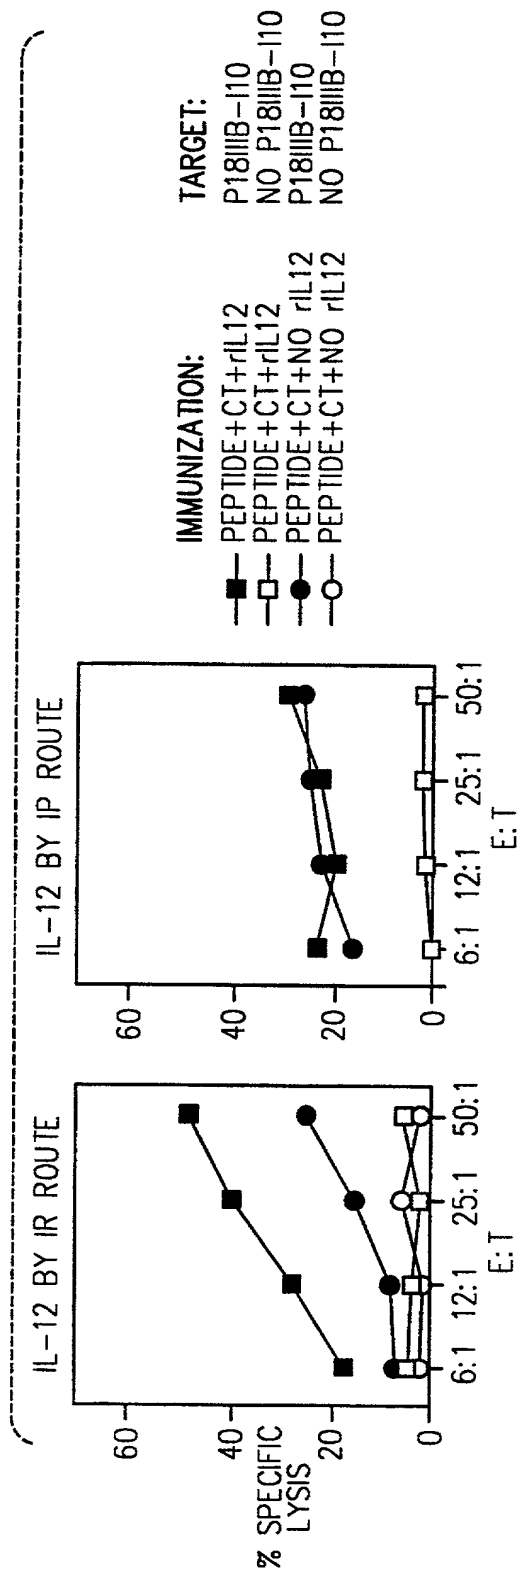 IL-12 BY IR ROUTE
% SPECIFIC
LYSIS
60
40
20
0
6:1 12:1 25:1 50:1
E:T
IL-12 BY IP ROUTE
60
40
20
0
6:1 12:1 25:1 50:1
E:T
IMMUNIZATION: TARGET:
PEPTIDE+CT+rIL12 P18IIIB-I10
PEPTIDE+CT+rIL12 NO P18IIIB-I10
PEPTIDE+CT+NO rIL12 P18IIIB-I10
PEPTIDE+CT+NO rIL12 NO P18IIIB-I10